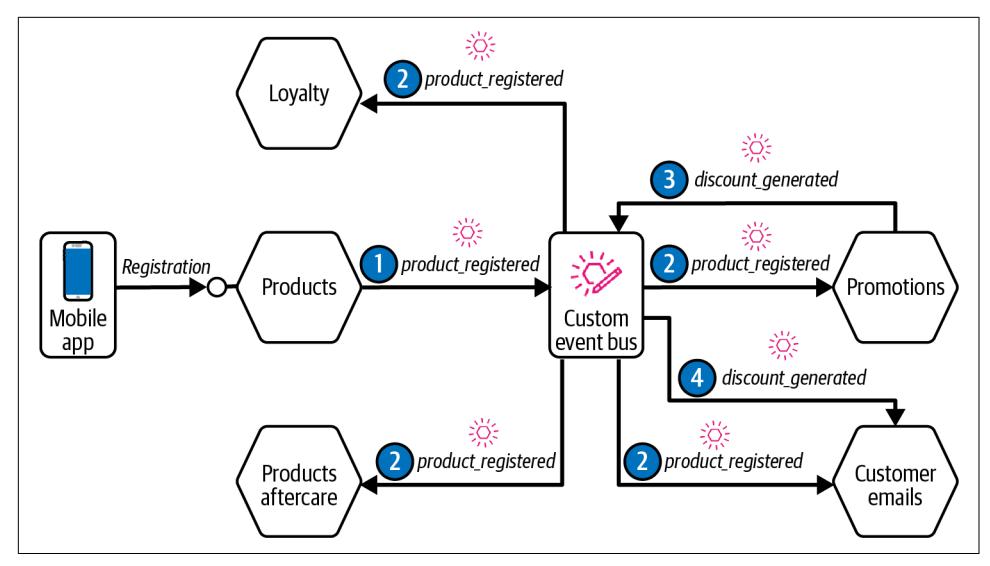 Loyalty
2 product_registered
3 discount_generated
Registration
1 product_registered
2 product_registered
Mobile
app
Products
Custom
event bus
Promotions
4 discount_generated
Products
aftercare
2 product_registered
2 product_registered
Customer
emails